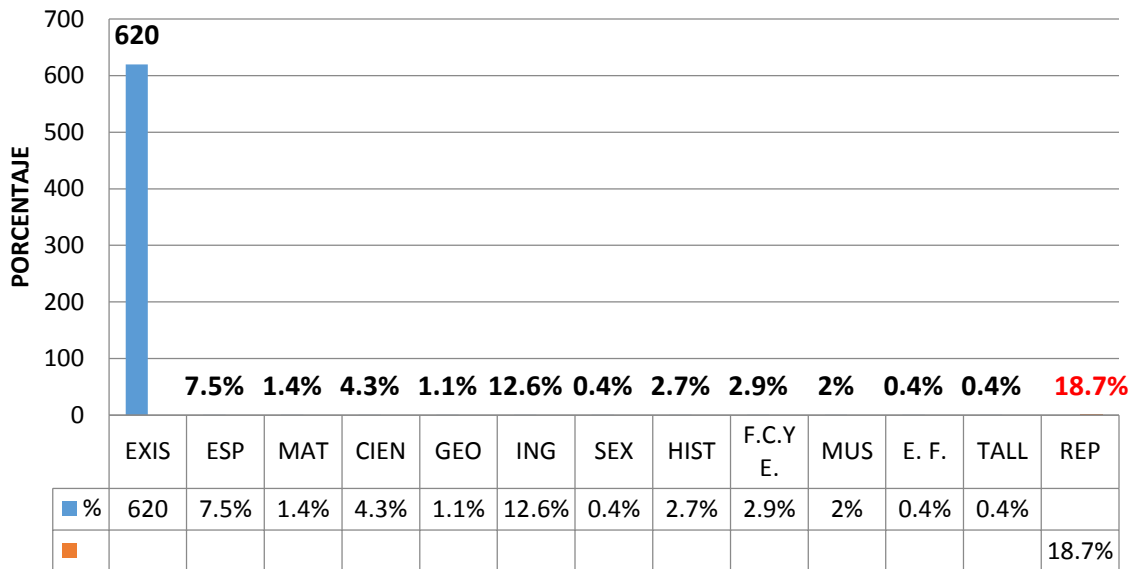 700
620
600
500
400
300
200
100
0
PORCENTAJE
7.5% 1.4% 4.3% 1.1% 12.6% 0.4% 2.7% 2.9% 2% 0.4% 0.4% 18.7%
EXIS ESP MAT CIEN GEO ING SEX HIST F.C.Y E. MUS E. F. TALL REP
% 620 7.5% 1.4% 4.3% 1.1% 12.6% 0.4% 2.7% 2.9% 2% 0.4% 0.4%
18.7%